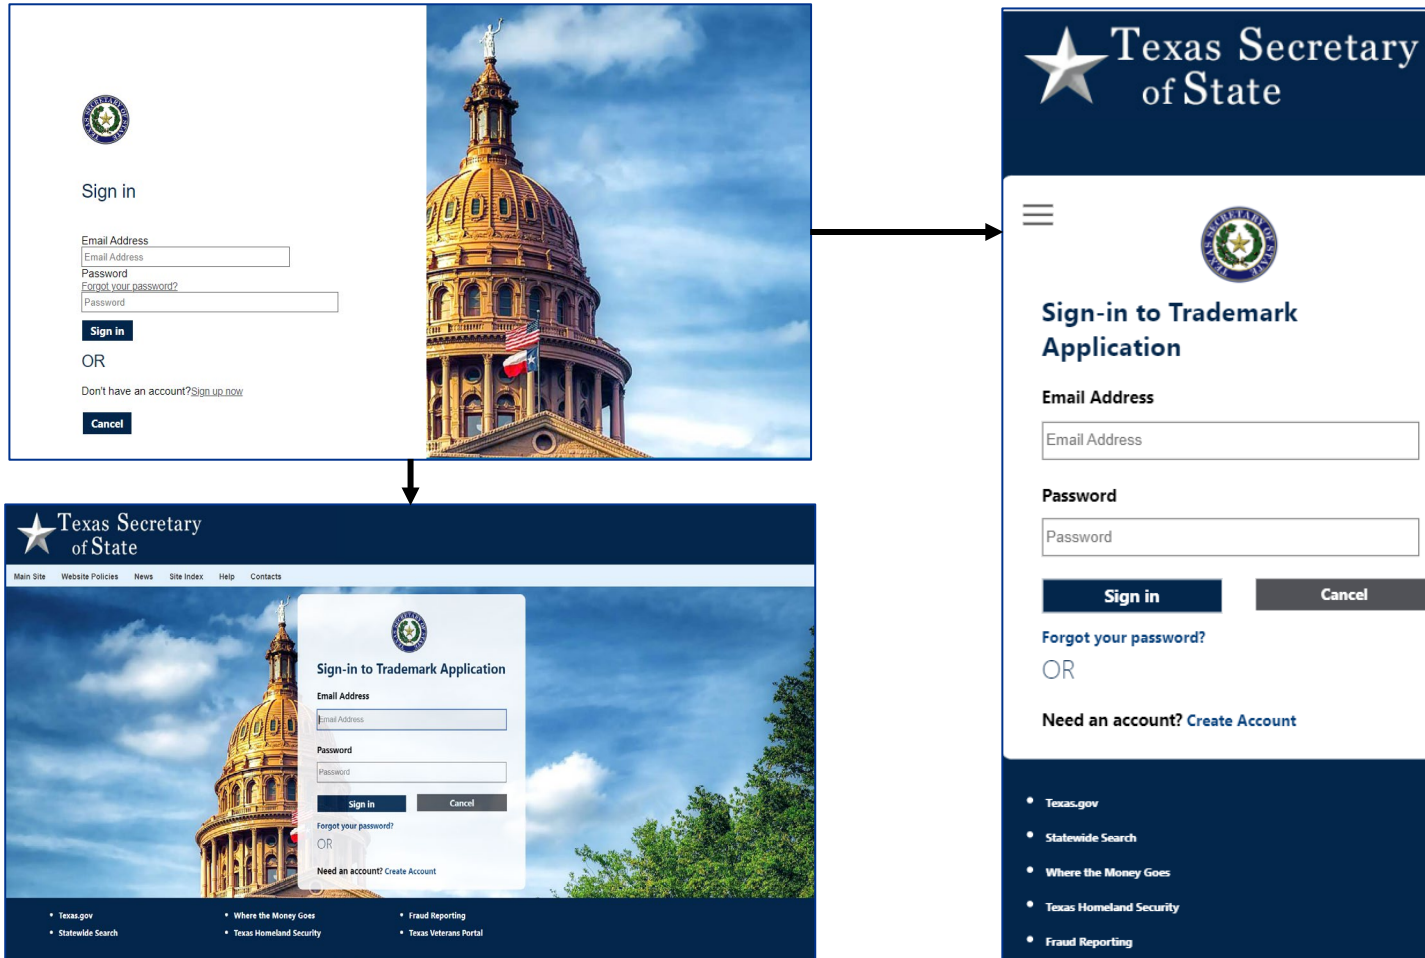 Sign in
Email Address
Email Address
Password
Forgot your password?
Password
Sign in
OR
Don't have an account?Sign up now
Cancel
Texas Secretary
of State
Main Site Website Policies News Site Index Help Contacts
Sign-in to Trademark Application
Email Address
Email Address
Password
Password
Sign in Cancel
Forgot your password?
OR
Need an account? Create Account
Texas.gov Where the Money Goes Fraud Reporting
Statewide Search Texas Homeland Security Texas Veterans Portal
Texas Secretary
of State
Sign-in to Trademark
Application
Email Address
Email Address
Password
Password
Sign in Cancel
Forgot your password?
OR
Need an account? Create Account
Texas.gov
Statewide Search
Where the Money Goes
Texas Homeland Security
Fraud Reporting